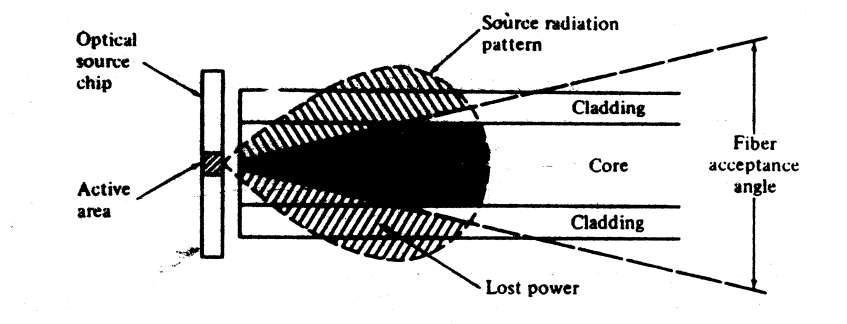 Optical
source
chip
Source radiation
pattern
Cladding
Core
Fiber
acceptance
angle
Active
area
Cladding
Lost power